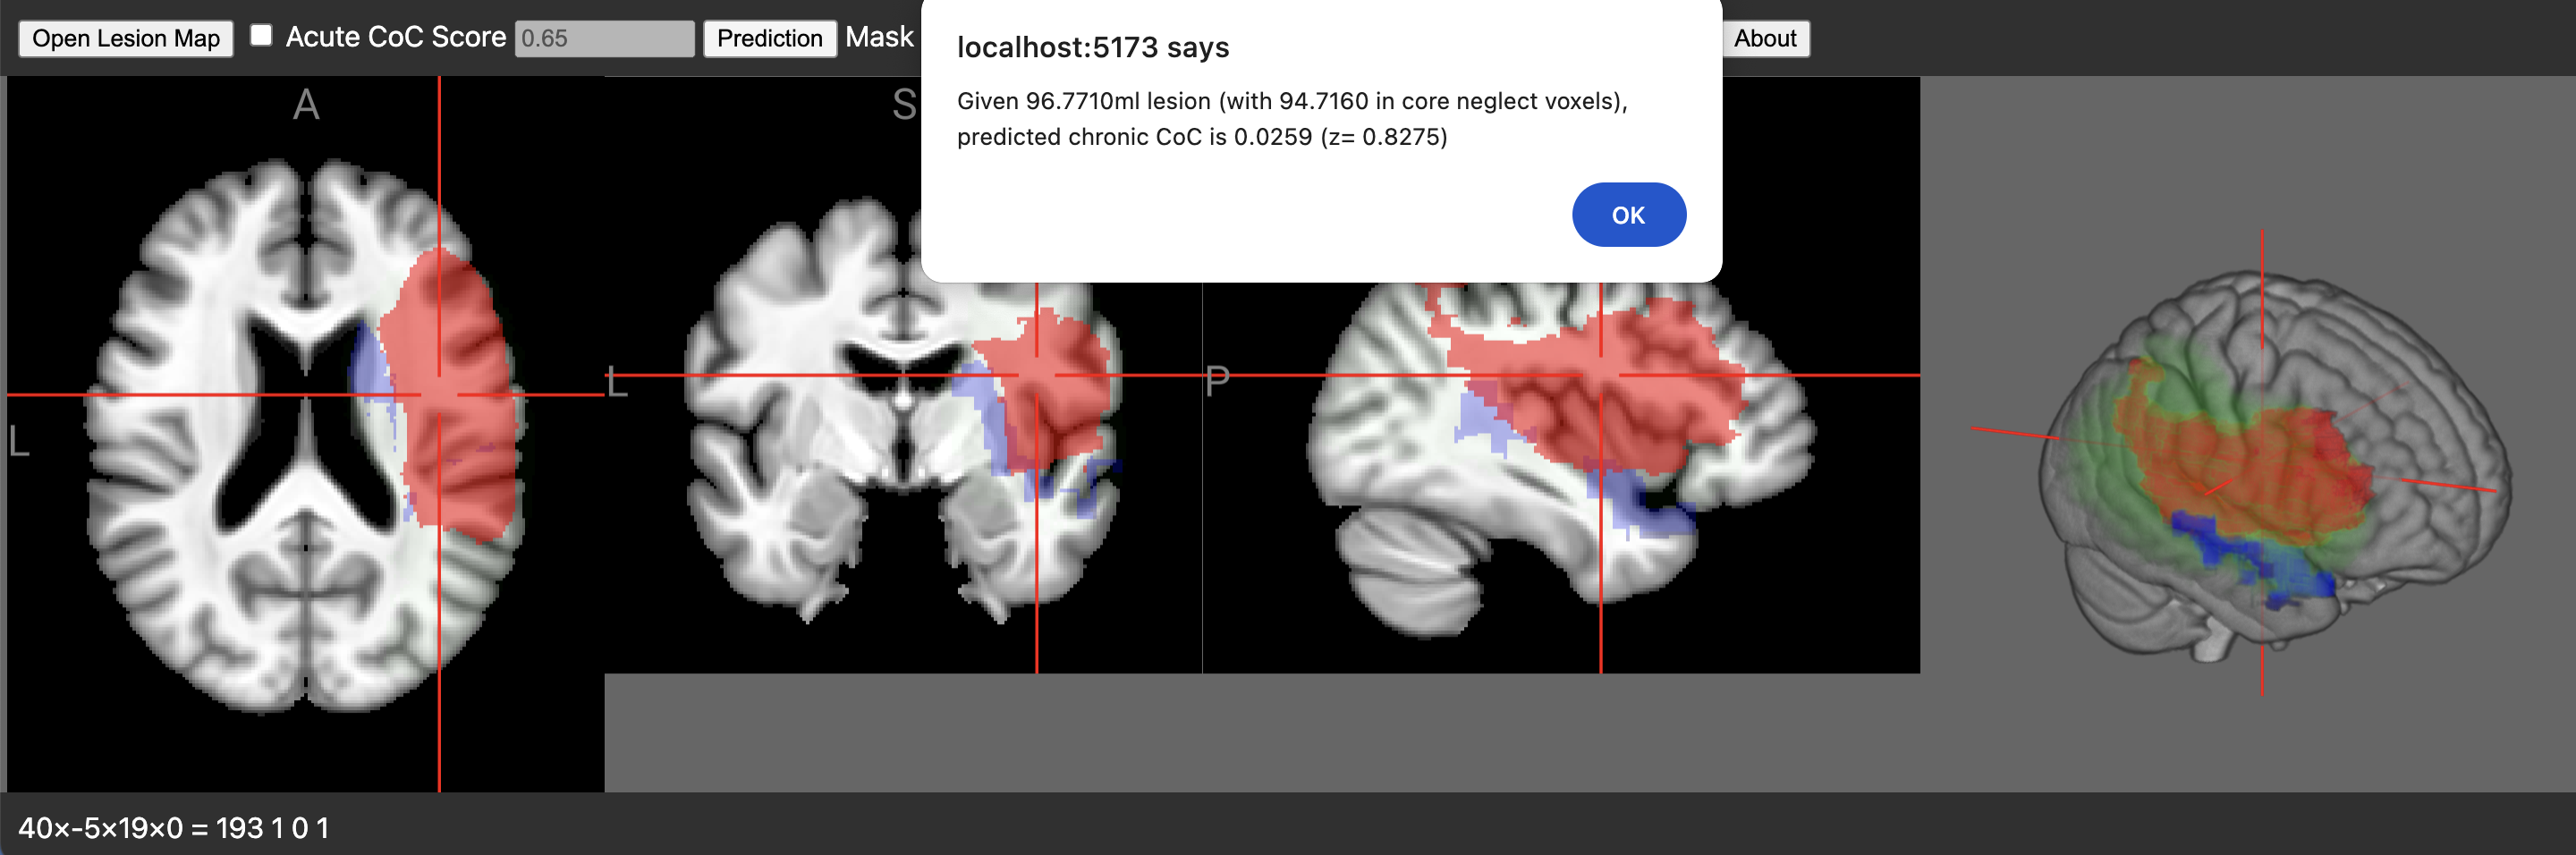 Open Lesion Map Acute CoC Score 0.65 Prediction Mask About
localhost:5173 says
Given 96.7710ml lesion (with 94.7160 in core neglect voxels),
predicted chronic CoC is 0.0259 (z= 0.8275)
OK
A
S
L
L
P
40×-5×19×0 = 193 1 0 1